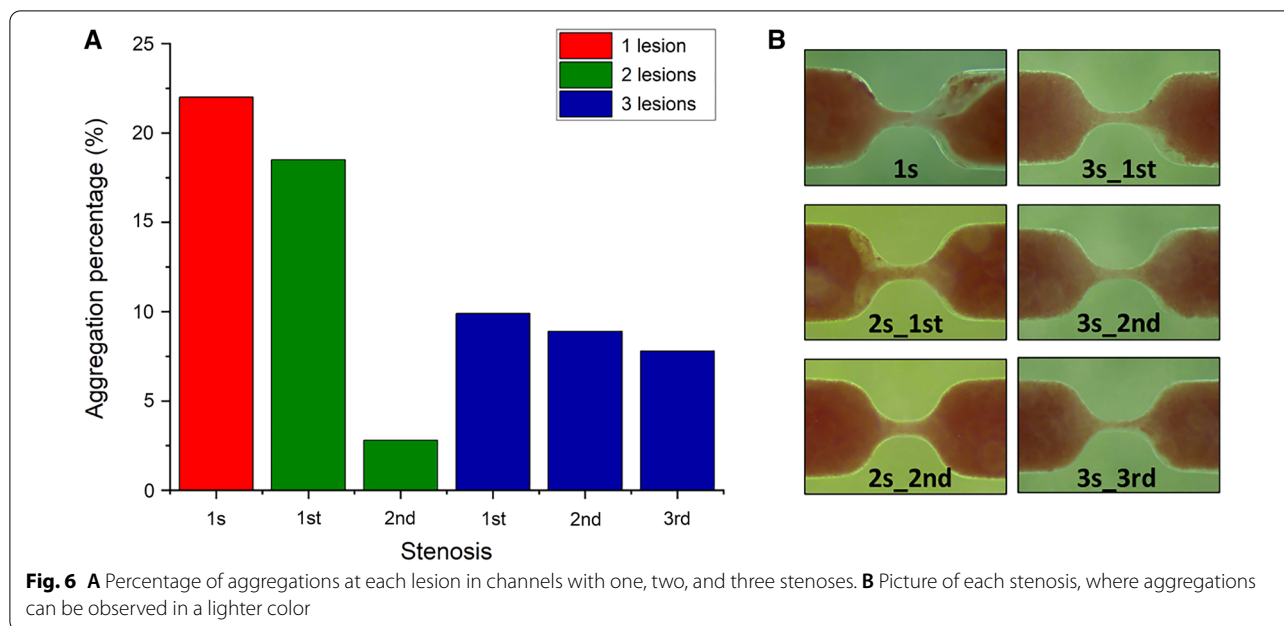 A
Aggregation percentage (%)
25
20
15
10
5
0
1 lesion
2 lesions
3 lesions
1s
1st
2nd
1st
2nd
3rd
Stenosis
B
1s
3s_1st
2s_1st
3s_2nd
2s_2nd
3s_3rd
Fig. 6 A Percentage of aggregations at each lesion in channels with one, two, and three stenoses. B Picture of each stenosis, where aggregations
can be observed in a lighter color